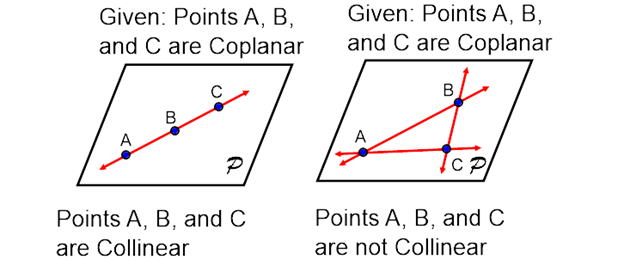 Given: Points A, B,
and C are Coplanar
C
B
A
P
Points A, B, and C
are Collinear
Given: Points A, B,
and C are Coplanar
B
A
C P
Points A, B, and C
are not Collinear